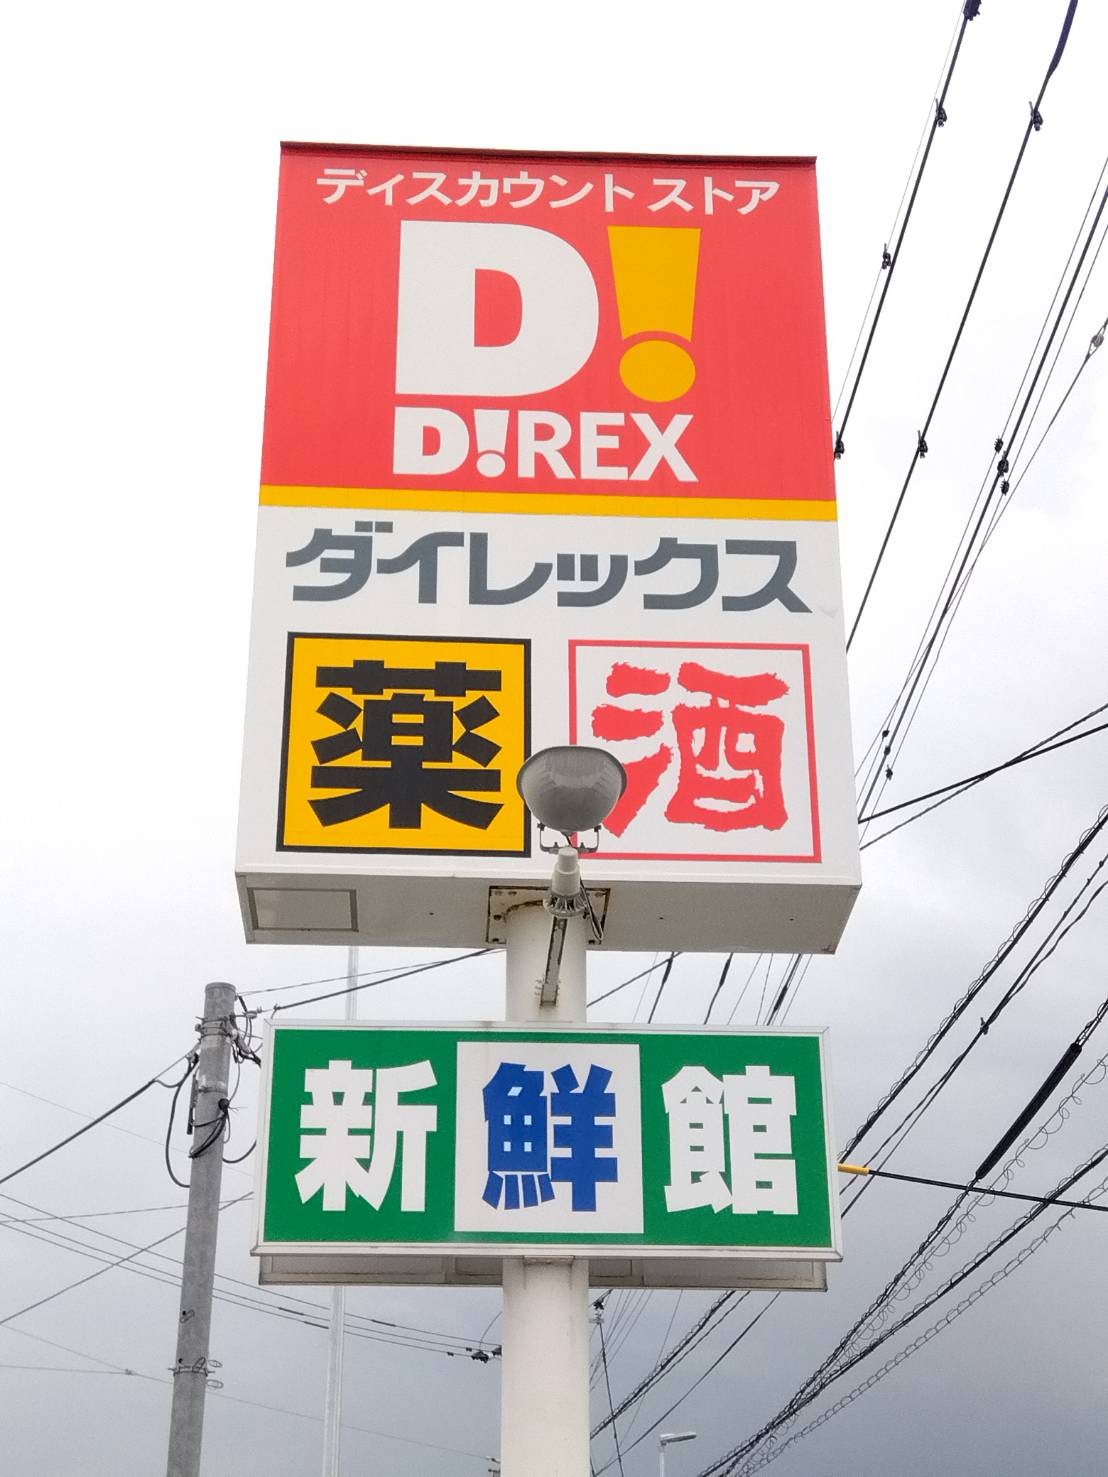 ディスカウント ストア
D!
D!REX
ダイレックス
薬 酒
新鮮館